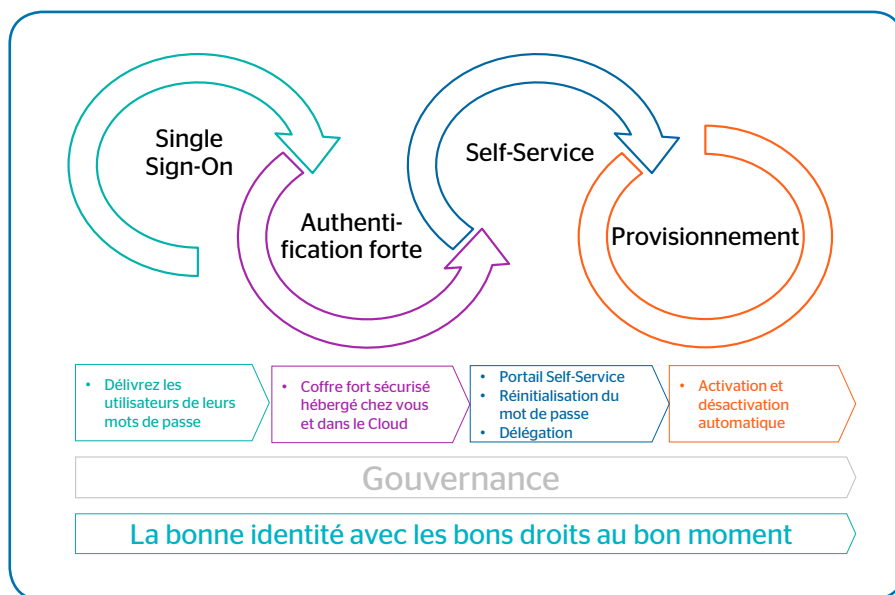 Single
Sign-On
Authenti-
fication forte
Self-Service
Provisionnement
• Délivrez les
utilisateurs de leurs
mots de passe
• Coffre fort sécurisé
hébergé chez vous
et dans le Cloud
• Portail Self-Service
• Réinitialisation du
mot de passe
• Délégation
• Activation et
désactivation
automatique
Gouvernance
La bonne identité avec les bons droits au bon moment